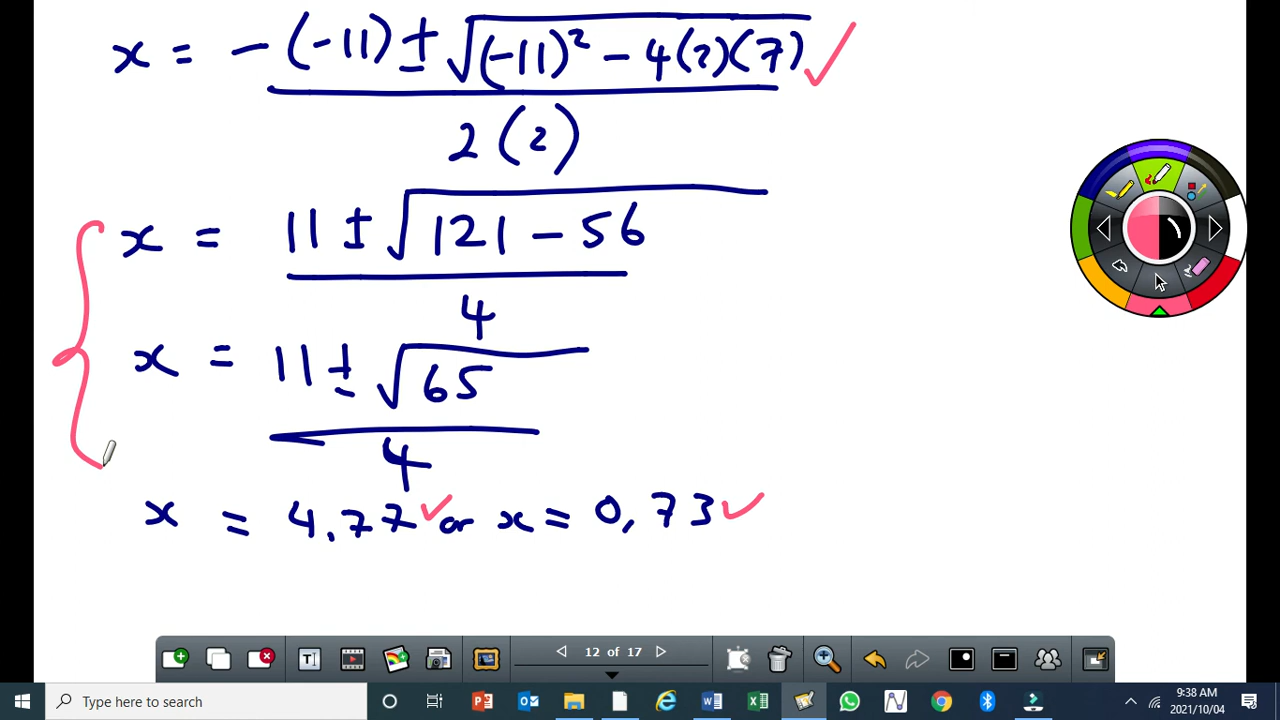 x = -(-11) ± √(-11)² - 4(2)(7)
2(2)
x = 11 ± √121 - 56
4
x = 11 ± √65
4
x = 4.77 or x = 0,73
12 of 17
Type here to search
9:38 AM
2021/10/04